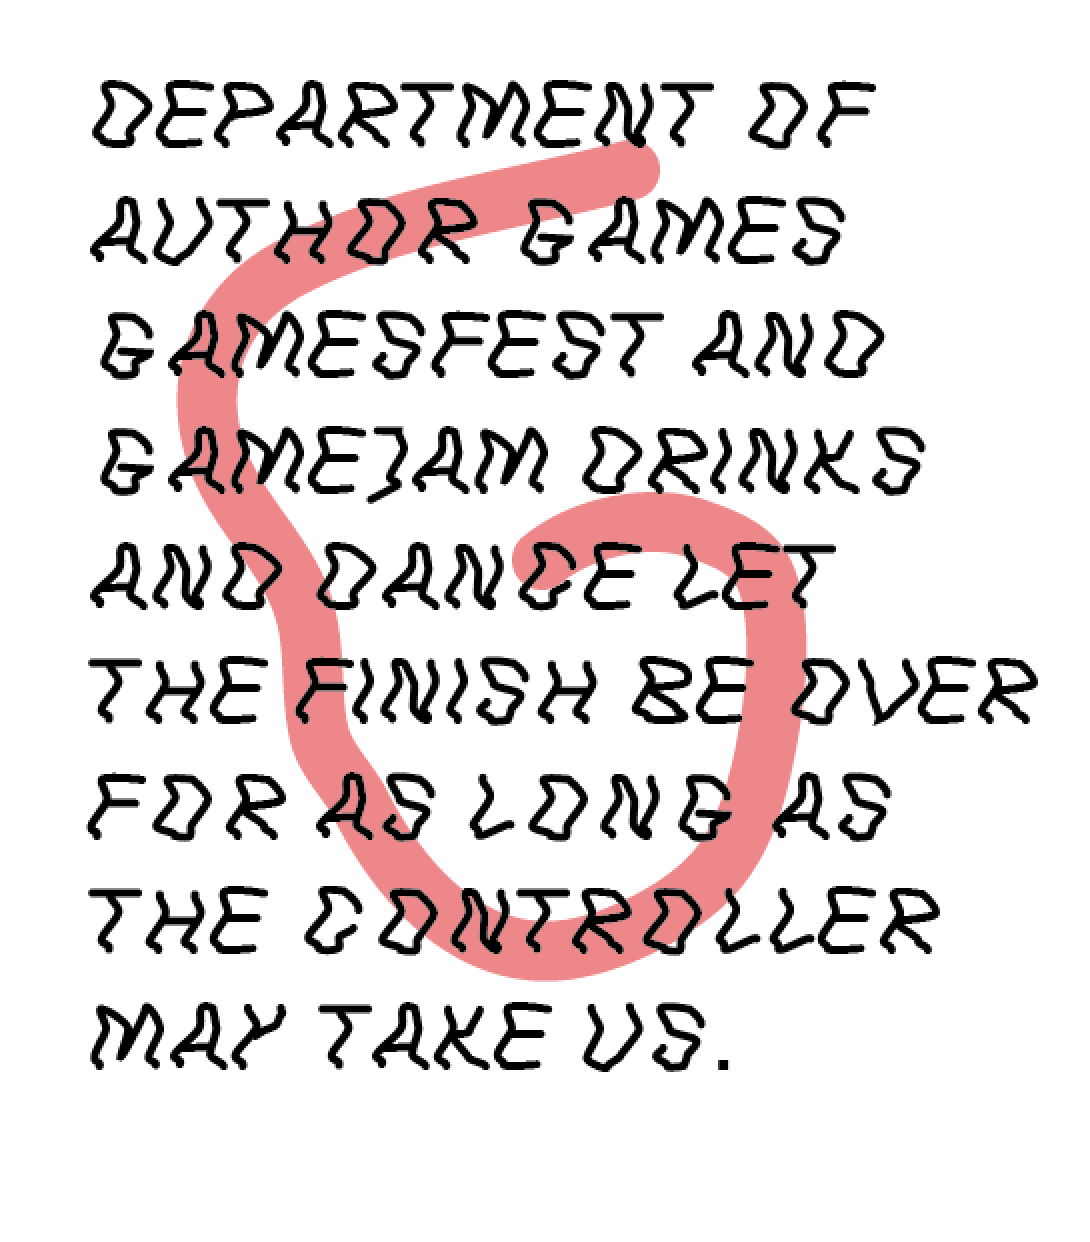 DEPARTMENT OF
AUTHOR GAMES
GAMESFEST AND
GAMEJAM DRINKS
AND DANCE LET
THE FINISH BE OVER
FOR AS LONG AS
THE CONTROLLER
MAY TAKE US.